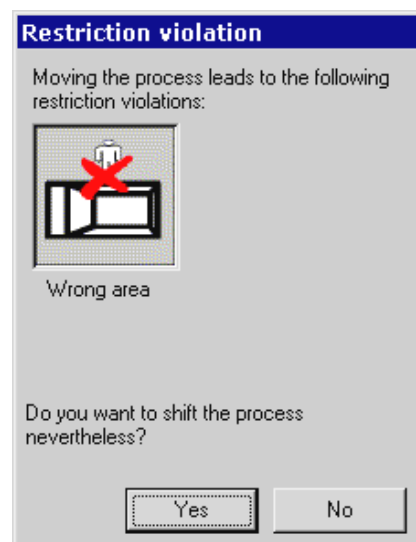 Restriction violation
Moving the process leads to the following
restriction violations:
Wrong area
Do you want to shift the process
nevertheless?
Yes
No